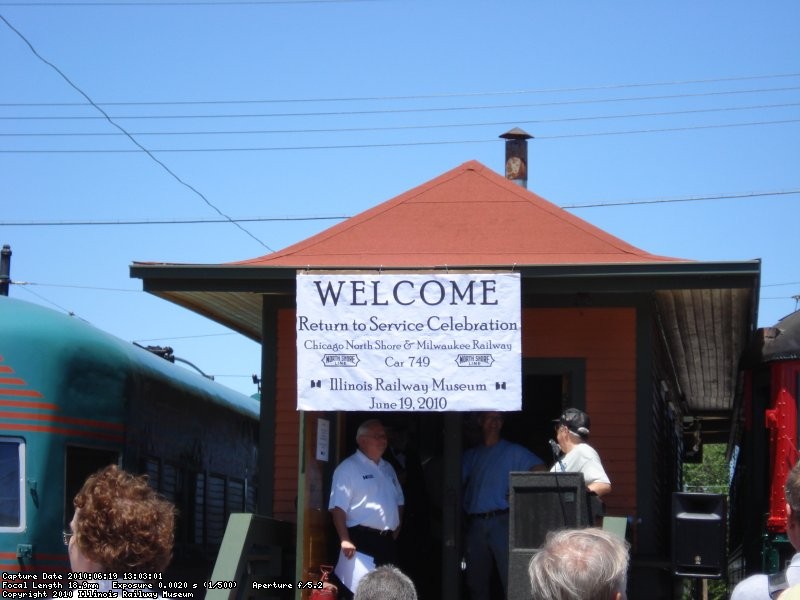 WELCOME
Return to Service Celebration
Chicago North Shore & Milwaukee Railway
NORTH SHORE LINE Car 749 NORTH SHORE LINE
Illinois Railway Museum
June 19, 2010
Capture Date 2010:06:19 13:03:01
Focal Length 18.9mm Exposure 0.0020 s (1/500) Aperture f/5.2
Copyright 2010 Illinois Railway Museum